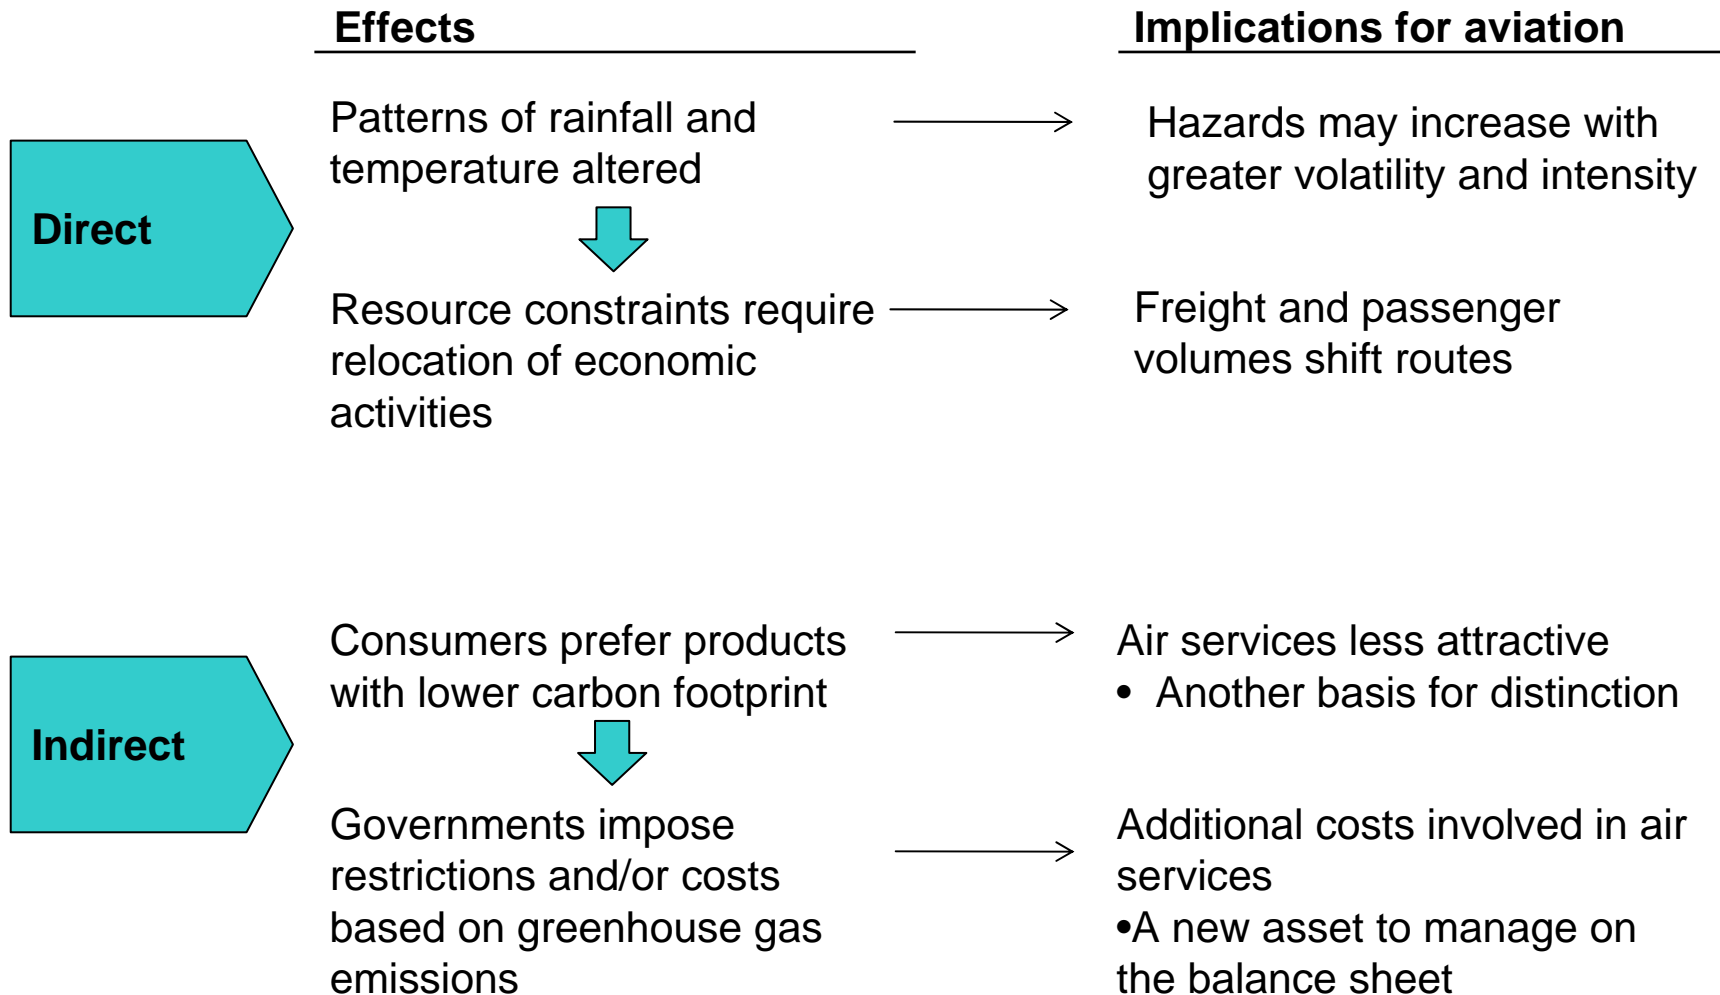 Effects
Implications for aviation
Direct
Patterns of rainfall and
temperature altered
Hazards may increase with
greater volatility and intensity
Resource constraints require
relocation of economic
activities
Freight and passenger
volumes shift routes
Indirect
Consumers prefer products
with lower carbon footprint
Air services less attractive
• Another basis for distinction
Governments impose
restrictions and/or costs
based on greenhouse gas
emissions
Additional costs involved in air
services
•A new asset to manage on
the balance sheet